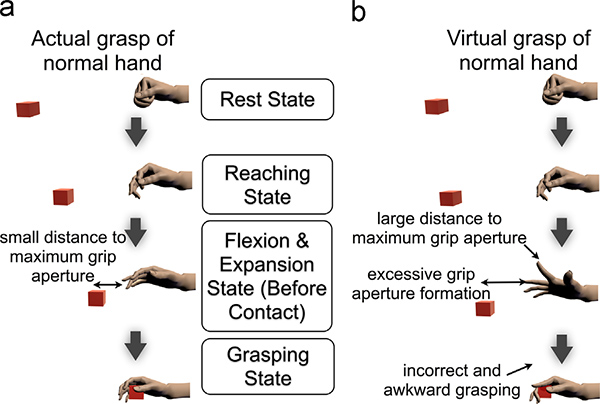 a
Actual grasp of
normal hand
Rest State
Reaching
State
small distance to
maximum grip
aperture
Flexion &
Expansion
State (Before
Contact)
Grasping
State
b
Virtual grasp of
normal hand
large distance to
maximum grip aperture
excessive grip
aperture formation
incorrect and
awkward grasping